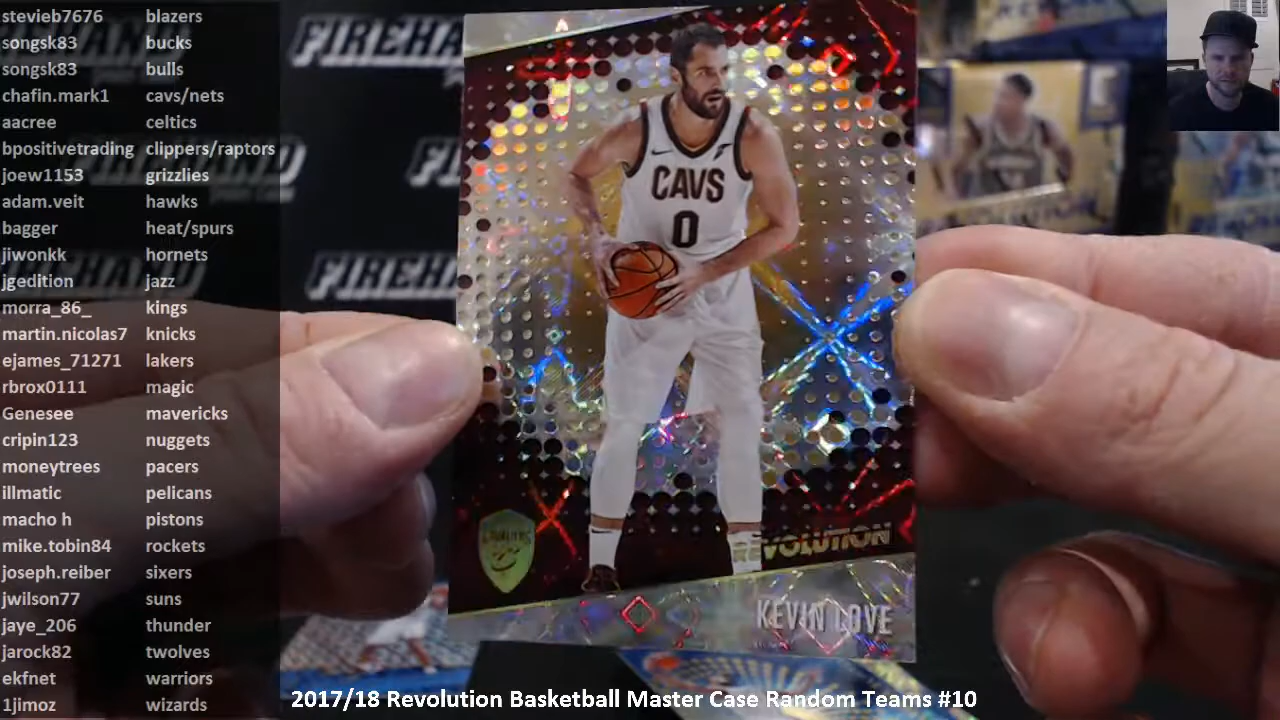 stevieb7676 blazers
songsk83 bucks
songsk83 bulls
chafin.mark1 cavs/nets
aacree celtics
bpositivetrading clippers/raptors
joew1153 grizzlies
adam.veit hawks
bagger heat/spurs
jiwonkk hornets
jgedition jazz
morra_86_ kings
martin.nicolas7 knicks
ejames_71271 lakers
rbrox0111 magic
Genesee mavericks
cripin123 nuggets
moneytrees pacers
illmatic pelicans
macho h pistons
mike.tobin84 rockets
joseph.reiber sixers
jwilson77 suns
jaye_206 thunder
jarock82 twolves
ekfnet warriors
1jimoz wizards
FIREHAND
FIREHAND
CAVS
0
CAVALIERS
REVOLUTION
KEVIN LOVE
2017/18 Revolution Basketball Master Case Random Teams #10